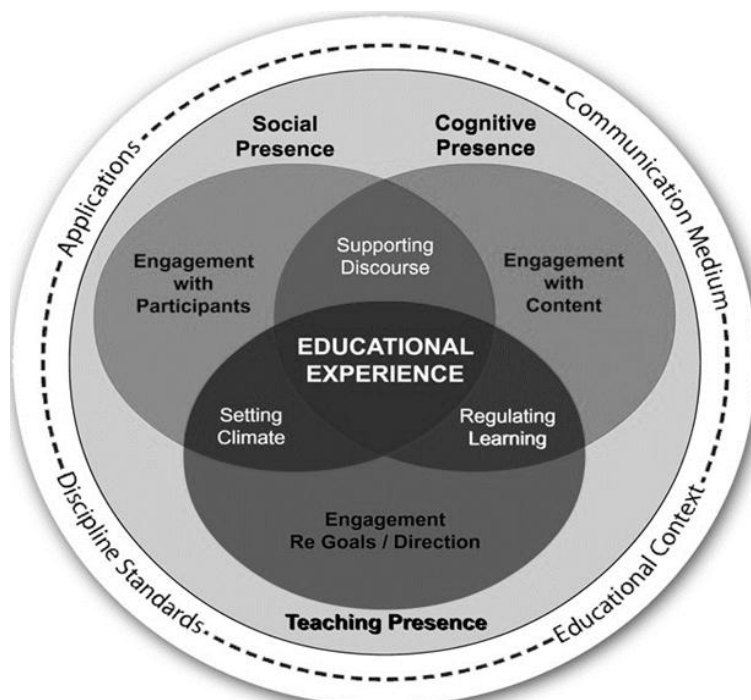 Social
Presence
Cognitive
Presence
Applications
Communication Medium
Supporting
Discourse
Engagement
with
Participants
Engagement
with
Content
EDUCATIONAL
EXPERIENCE
Setting
Climate
Regulating
Learning
Engagement
Re Goals / Direction
Discipline Standards
Educational Context
Teaching Presence